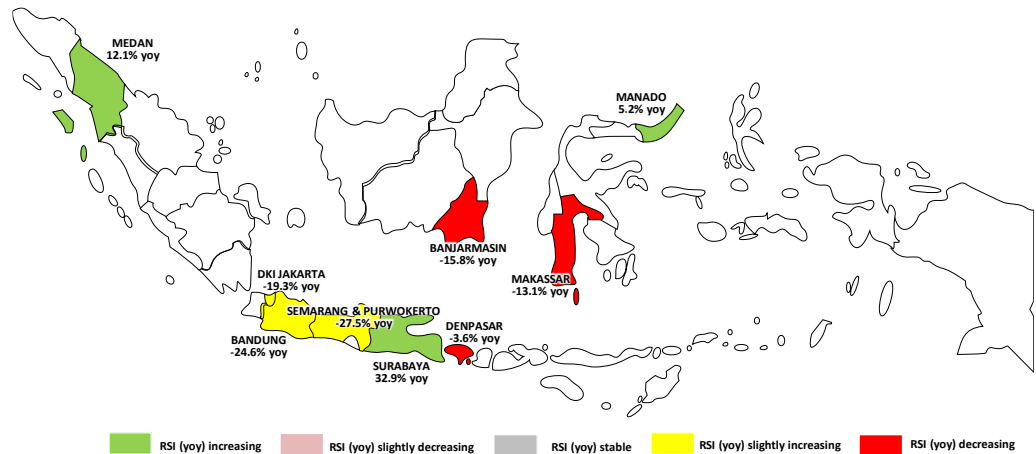 MEDAN
12.1% yoy
MANADO
5.2% yoy
BANJARMASIN
-15.8% yoy
MAKASSAR
-13.1% yoy
DKI JAKARTA
-19.3% yoy
SEMARANG & PURWOKERTO
-27.5% yoy
BANDUNG
-24.6% yoy
DENPASAR
-3.6% yoy
SURABAYA
32.9% yoy
RSI (yoy) increasing
RSI (yoy) slightly decreasing
RSI (yoy) stable
RSI (yoy) slightly increasing
RSI (yoy) decreasing